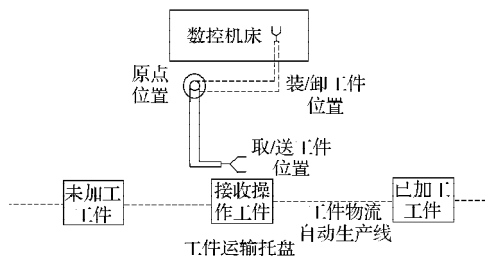 数控机床
原点
位置
装/卸工件
位置
取/送工件
位置
未加工
工件
接收操
作工件
工件物流
自动生产线
已加工
工件
工件运输托盘